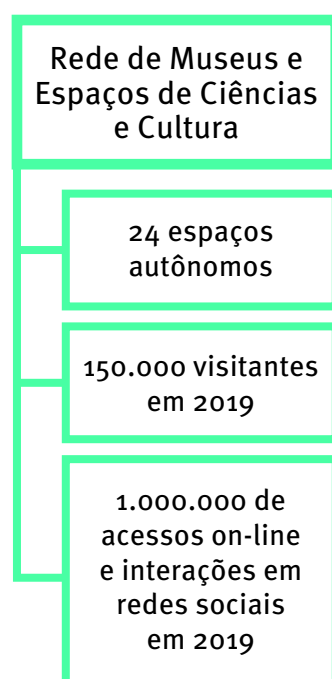 Rede de Museus e
Espaços de Ciências
e Cultura
24 espaços
autônomos
150.000 visitantes
em 2019
1.000.000 de
acessos on-line
e interações em
redes sociais
em 2019